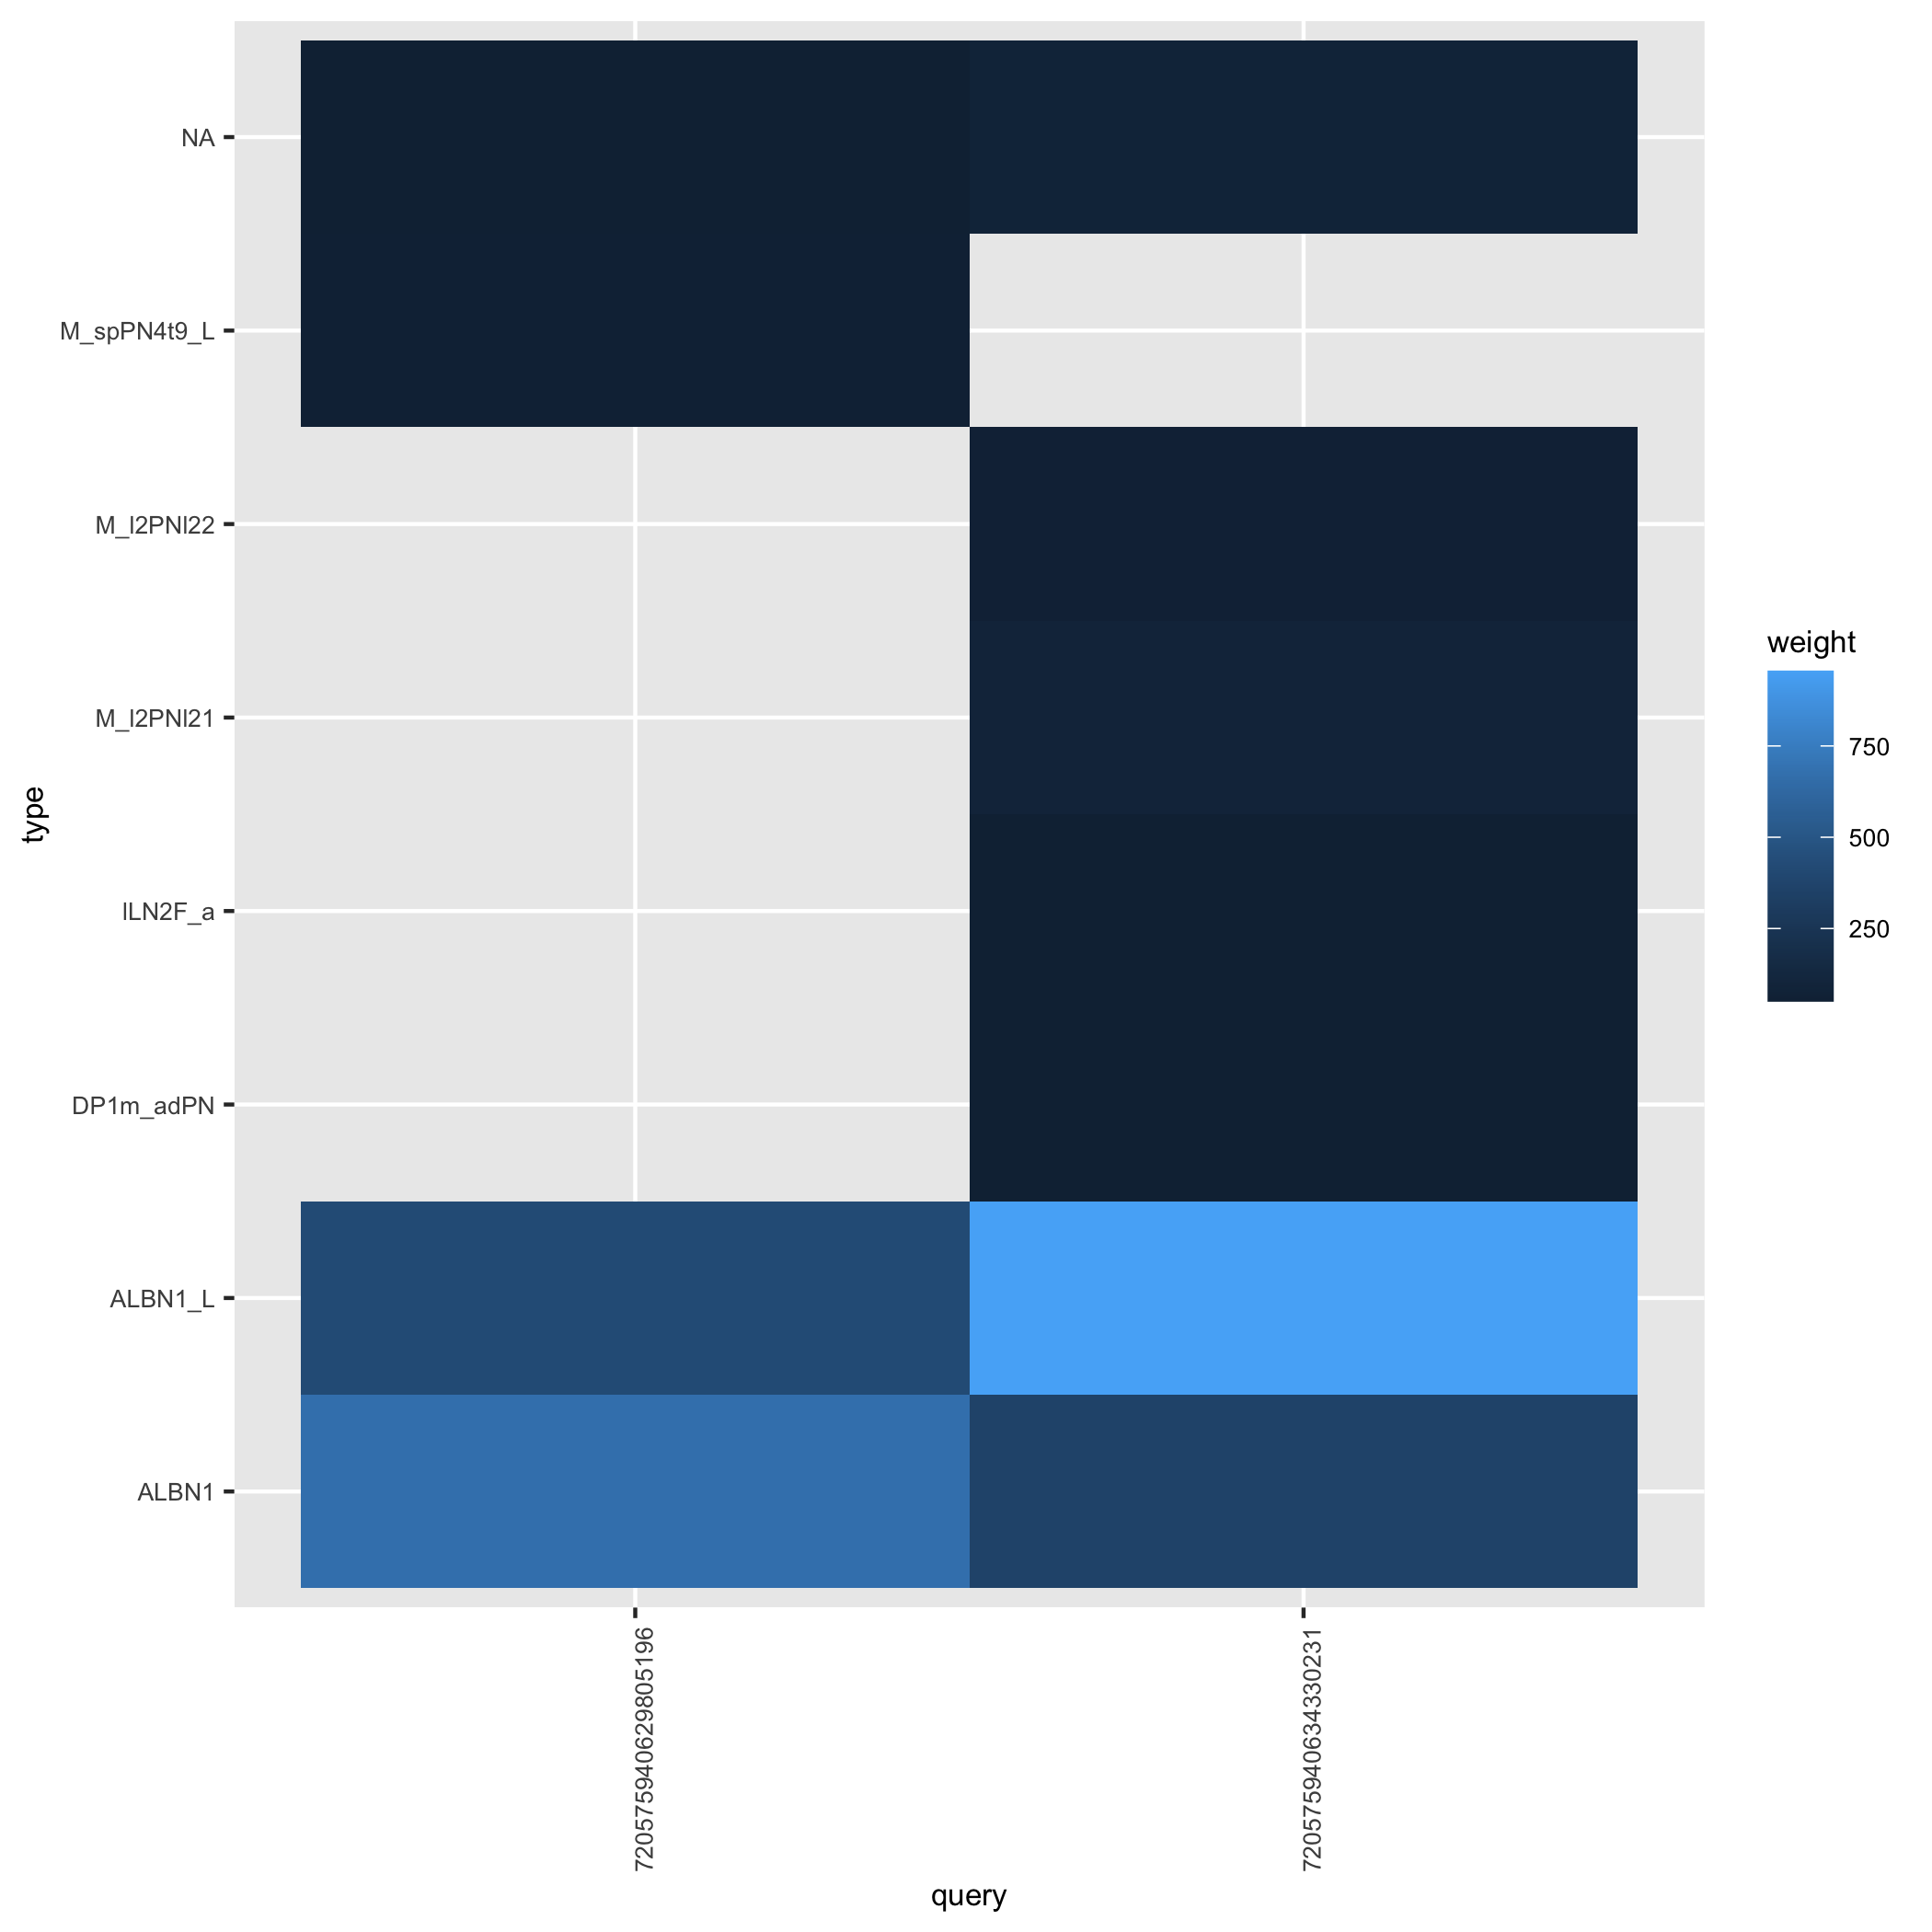 NA
M_spPN4t9_L
M_l2PNl22
M_l2PNl21
lLN2F_a
DP1m_adPN
ALBN1_L
ALBN1
type
720575940629805196
720575940634330231
query
weight
750
500
250